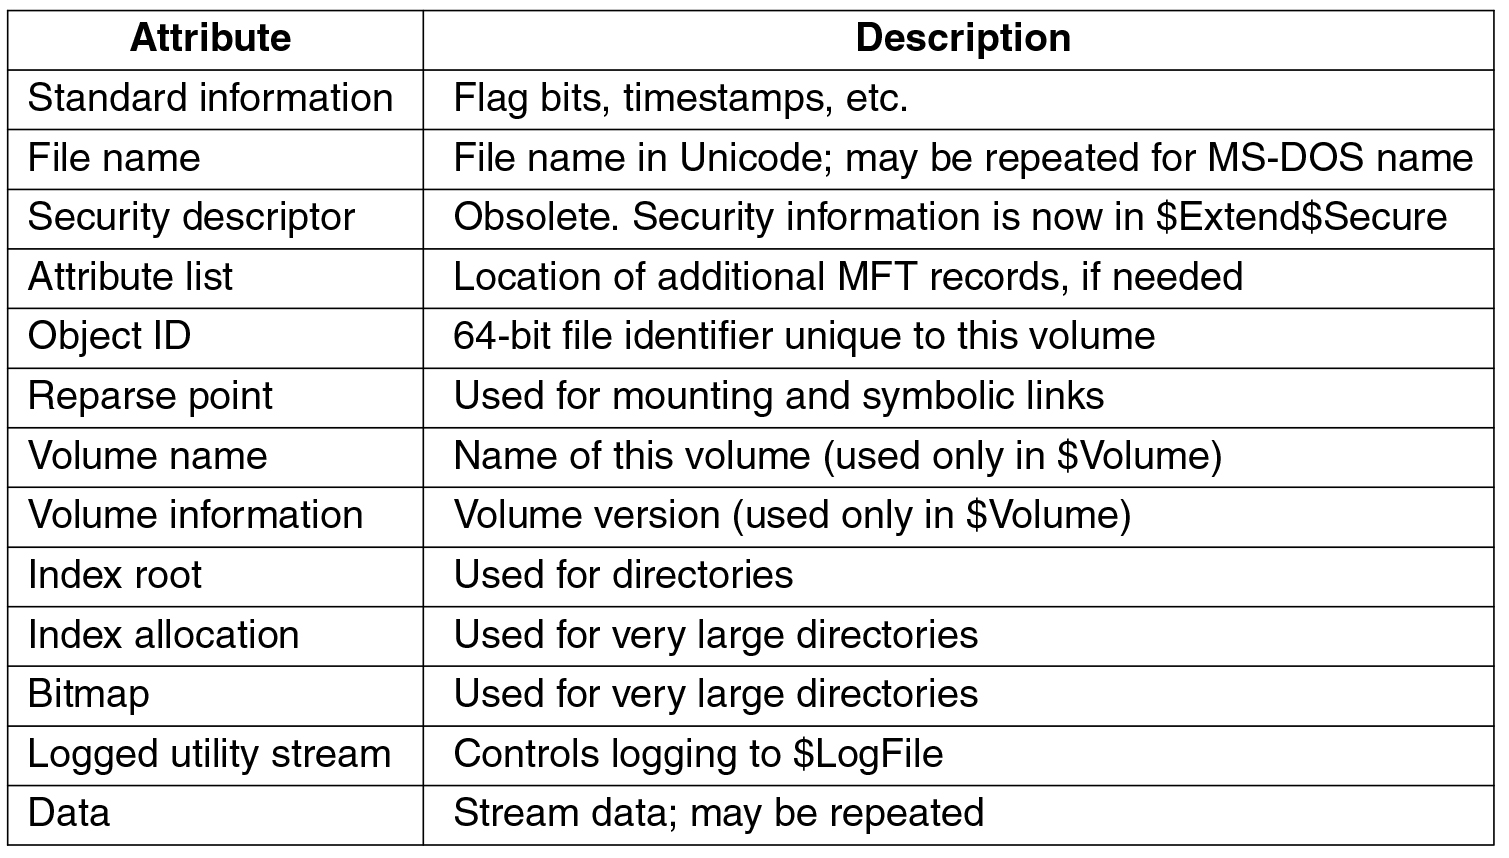 Attribute Description
Standard information Flag bits, timestamps, etc.
File name File name in Unicode; may be repeated for MS-DOS name
Security descriptor Obsolete. Security information is now in $Extend$Secure
Attribute list Location of additional MFT records, if needed
Object ID 64-bit file identifier unique to this volume
Reparse point Used for mounting and symbolic links
Volume name Name of this volume (used only in $Volume)
Volume information Volume version (used only in $Volume)
Index root Used for directories
Index allocation Used for very large directories
Bitmap Used for very large directories
Logged utility stream Controls logging to $LogFile
Data Stream data; may be repeated